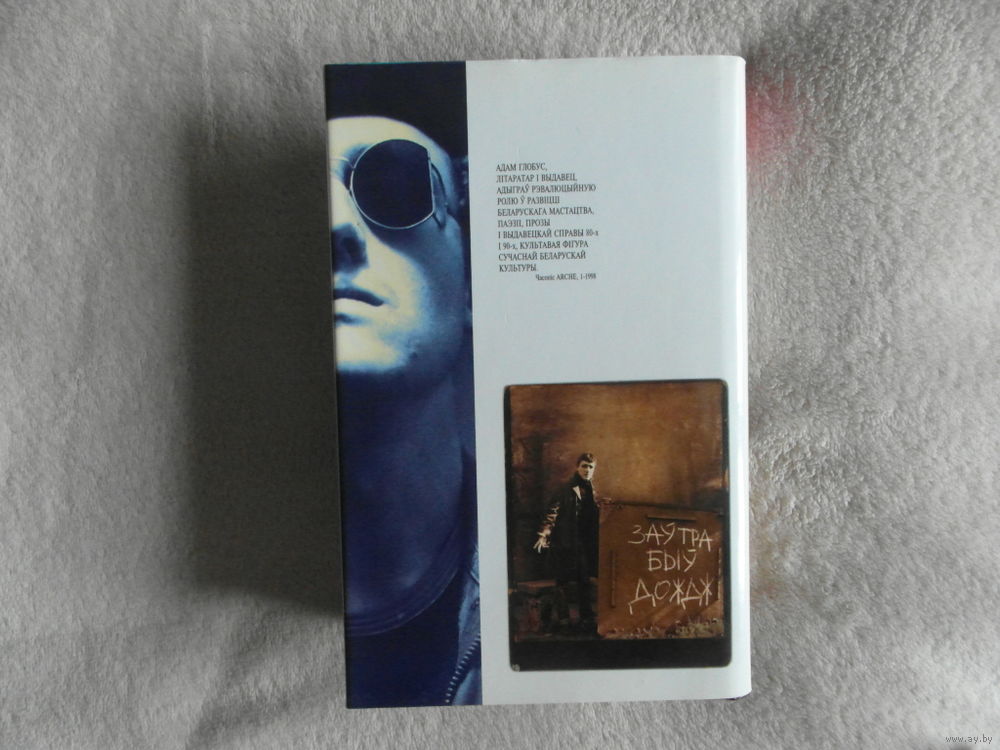 АДАМ ГЛОБУС,
ЛІТАРАТАР І ВЫДАВЕЦ,
АДЫГРАЎ РЭВАЛЮЦЫЙНУЮ
РОЛЮ Ў РАЗВІЦЦІ
БЕЛАРУСКАГА МАСТАЦТВА,
ПАЭЗІІ, ПРОЗЫ
І ВЫДАВЕЦКАЙ СПРАВЫ 80-х
І 90-х, КУЛЬТАВАЯ ФІГУРА
СУЧАСНАЙ БЕЛАРУСКАЙ
КУЛЬТУРЫ.
Часопіс ARCHE, 1-1998
ЗАЎТРА
БЫЎ
ДОЖДЖ
www.ay.by